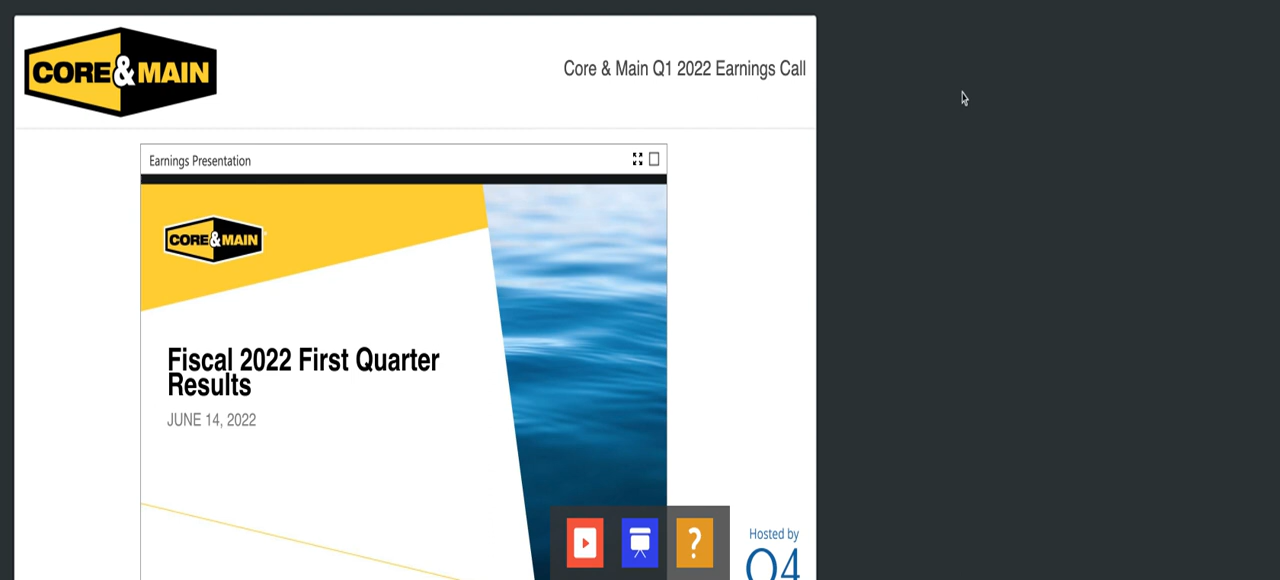 CORE&MAIN
Core & Main Q1 2022 Earnings Call
Earnings Presentation
CORE&MAIN
Fiscal 2022 First Quarter
Results
JUNE 14, 2022
?
Hosted by
Q4